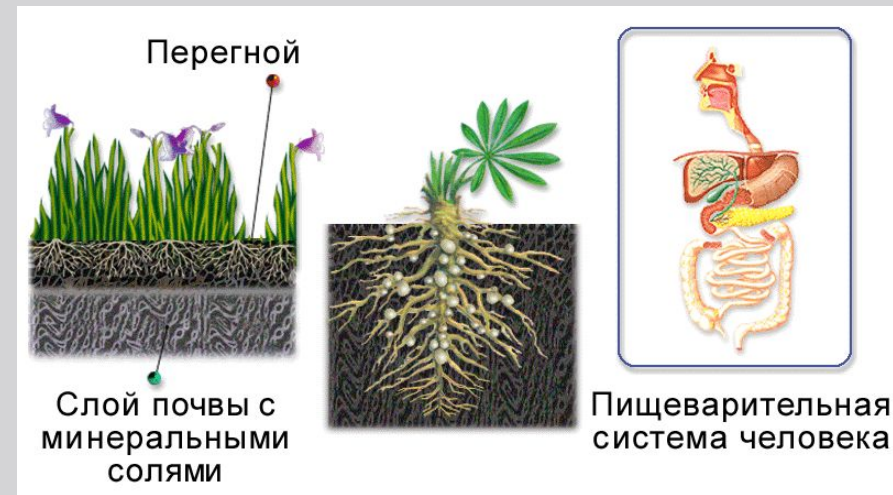 Перегной
Слой почвы с
минеральными
солями
Пищеварительная
система человека